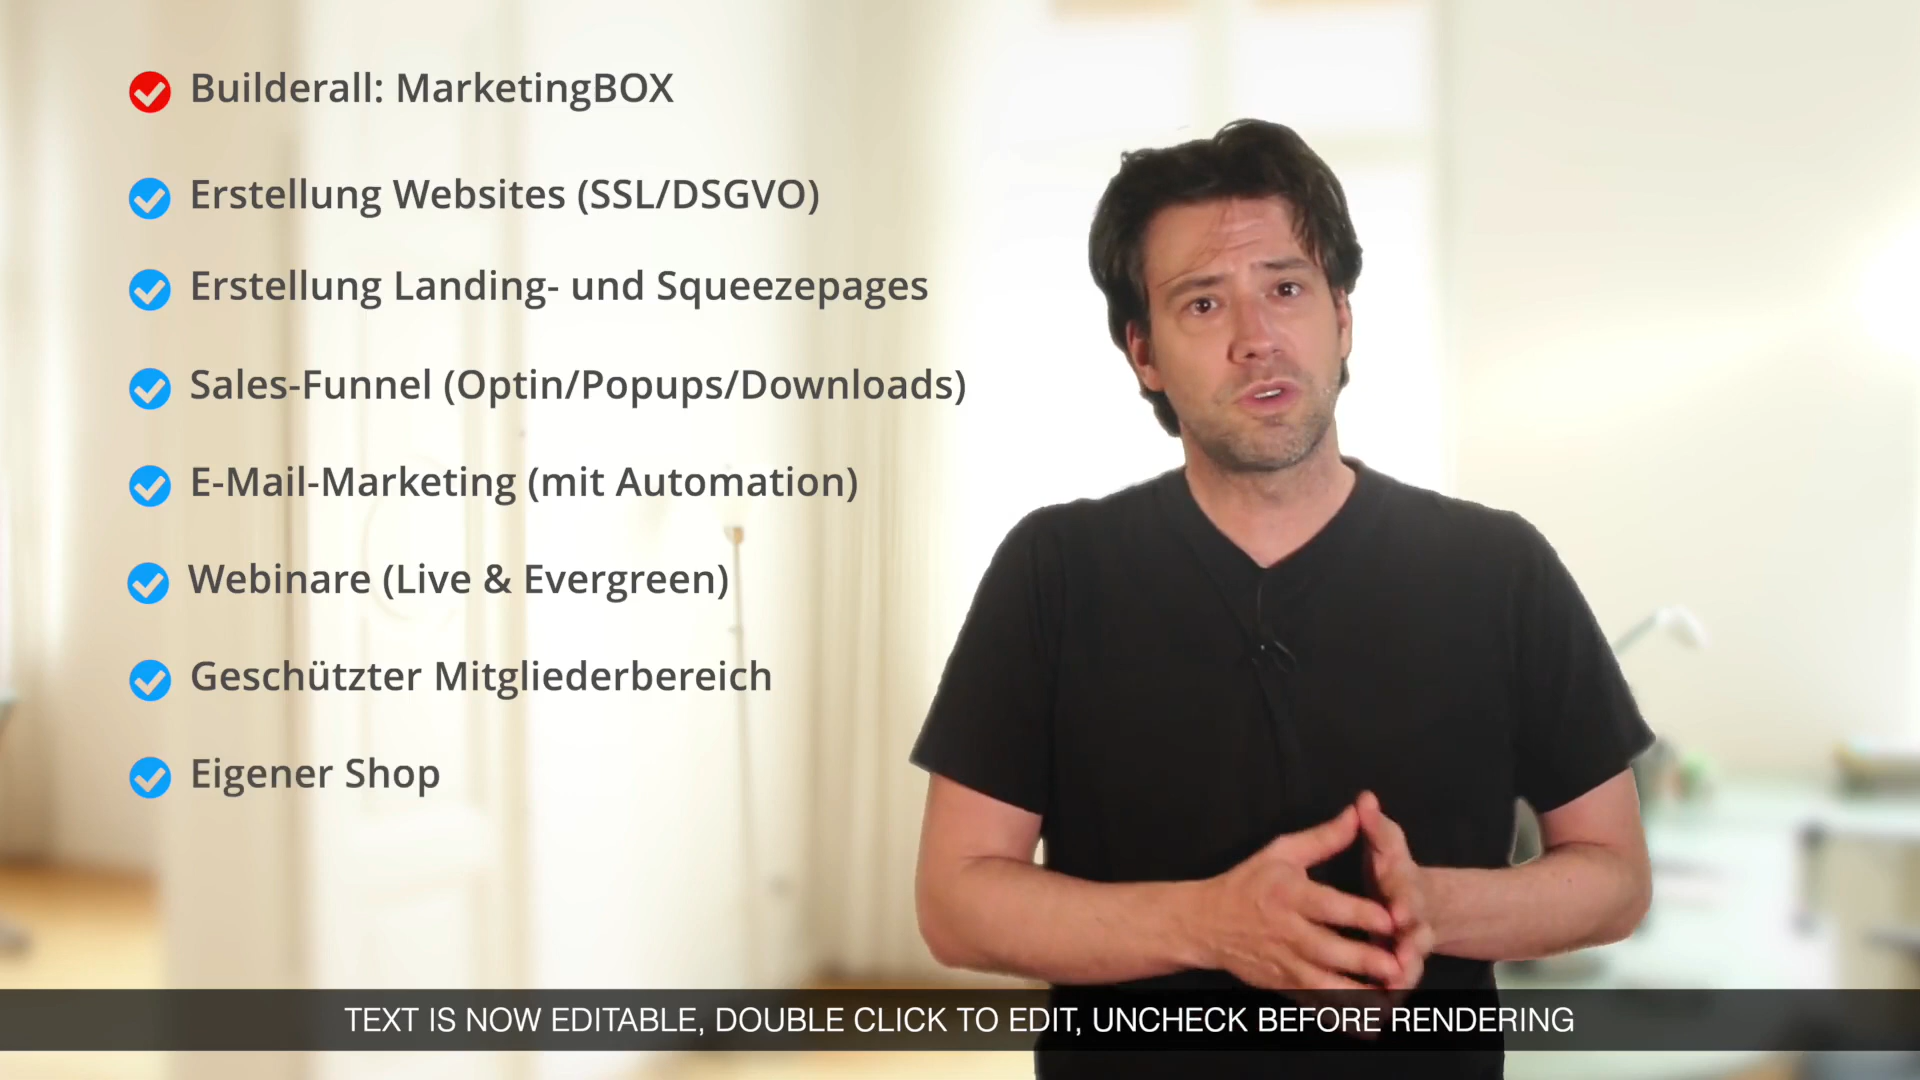 Builderall: MarketingBOX
Erstellung Websites (SSL/DSGVO)
Erstellung Landing- und Squeezepages
Sales-Funnel (Optin/Popups/Downloads)
E-Mail-Marketing (mit Automation)
Webinare (Live & Evergreen)
Geschützter Mitgliederbereich
Eigener Shop
TEXT IS NOW EDITABLE, DOUBLE CLICK TO EDIT, UNCHECK BEFORE RENDERING